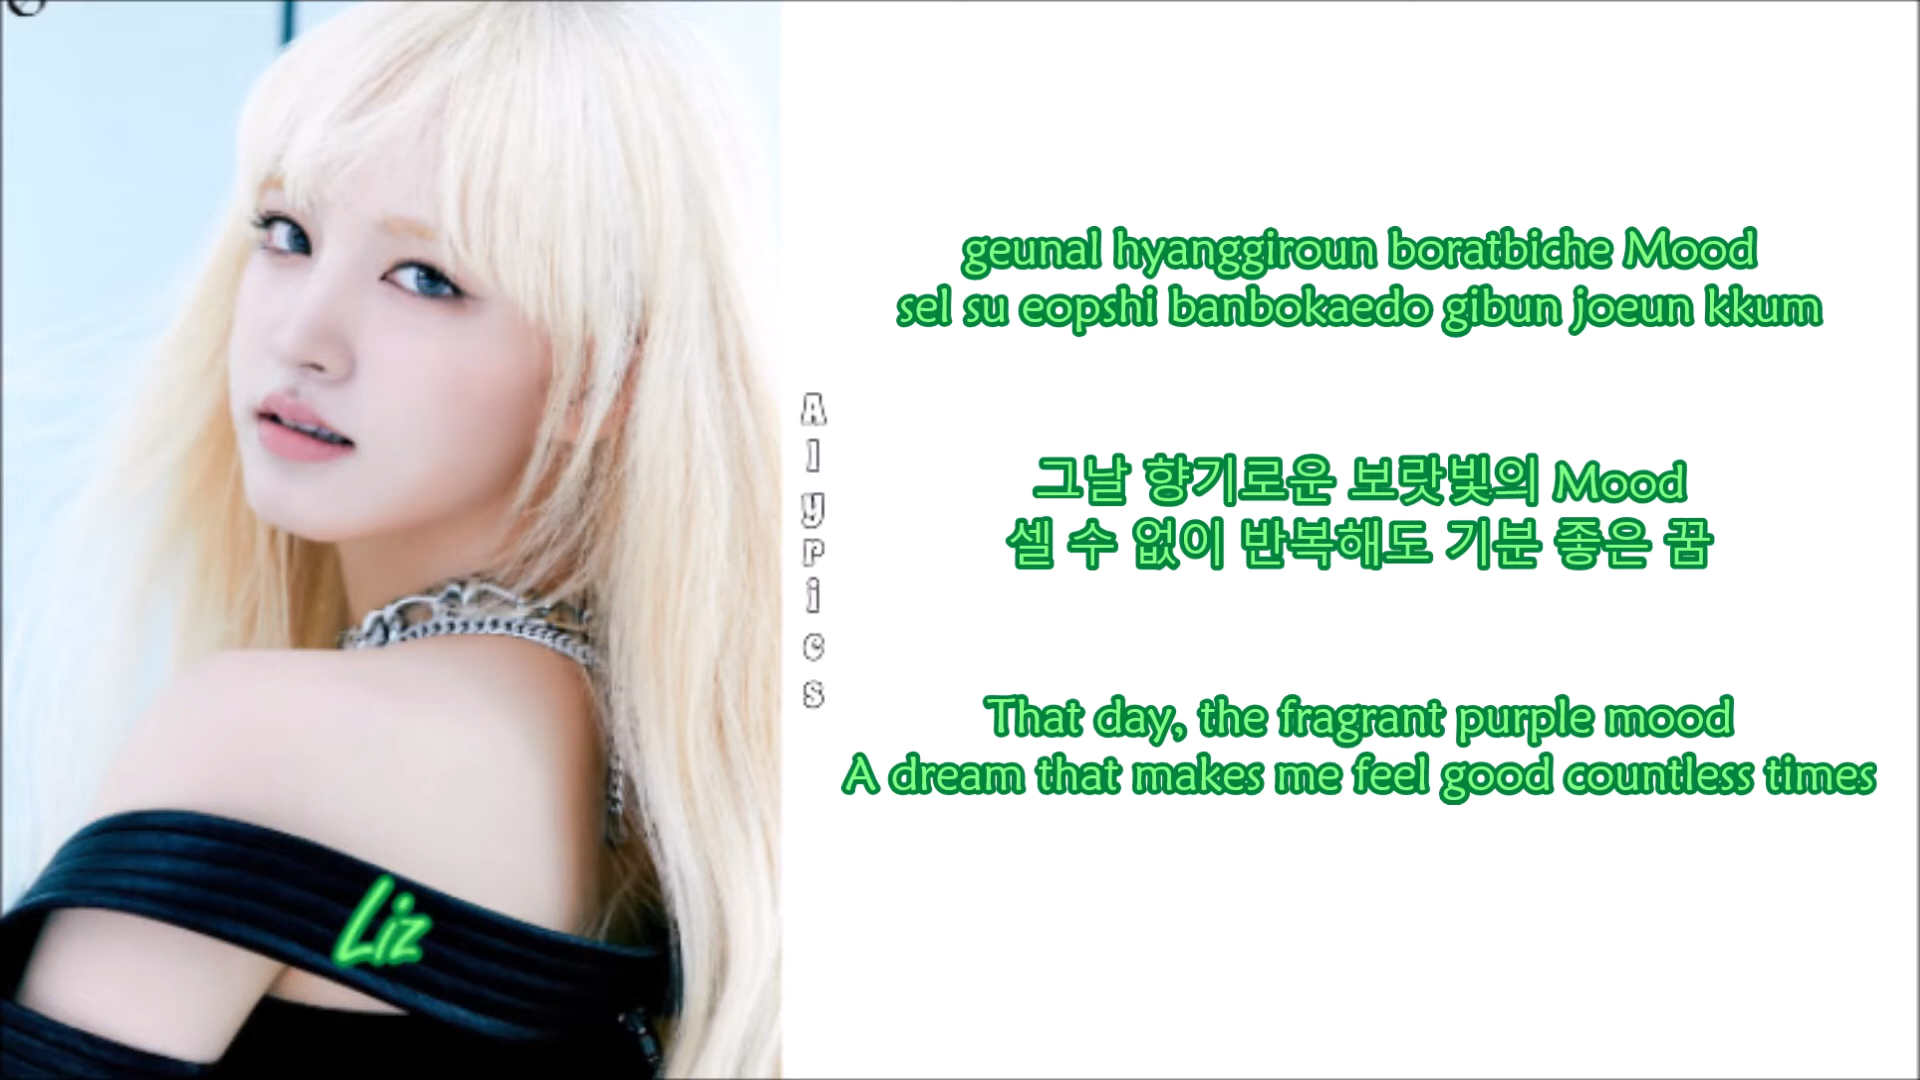 geunal hyanggiroun boratbiche Mood
sel su eopshi banbokaedo gibun joeun kkum
그날 향기로운 보랏빛의 Mood
셀 수 없이 반복해도 기분 좋은 꿈
That day, the fragrant purple mood
A dream that makes me feel good countless times
Alyrics
Liz